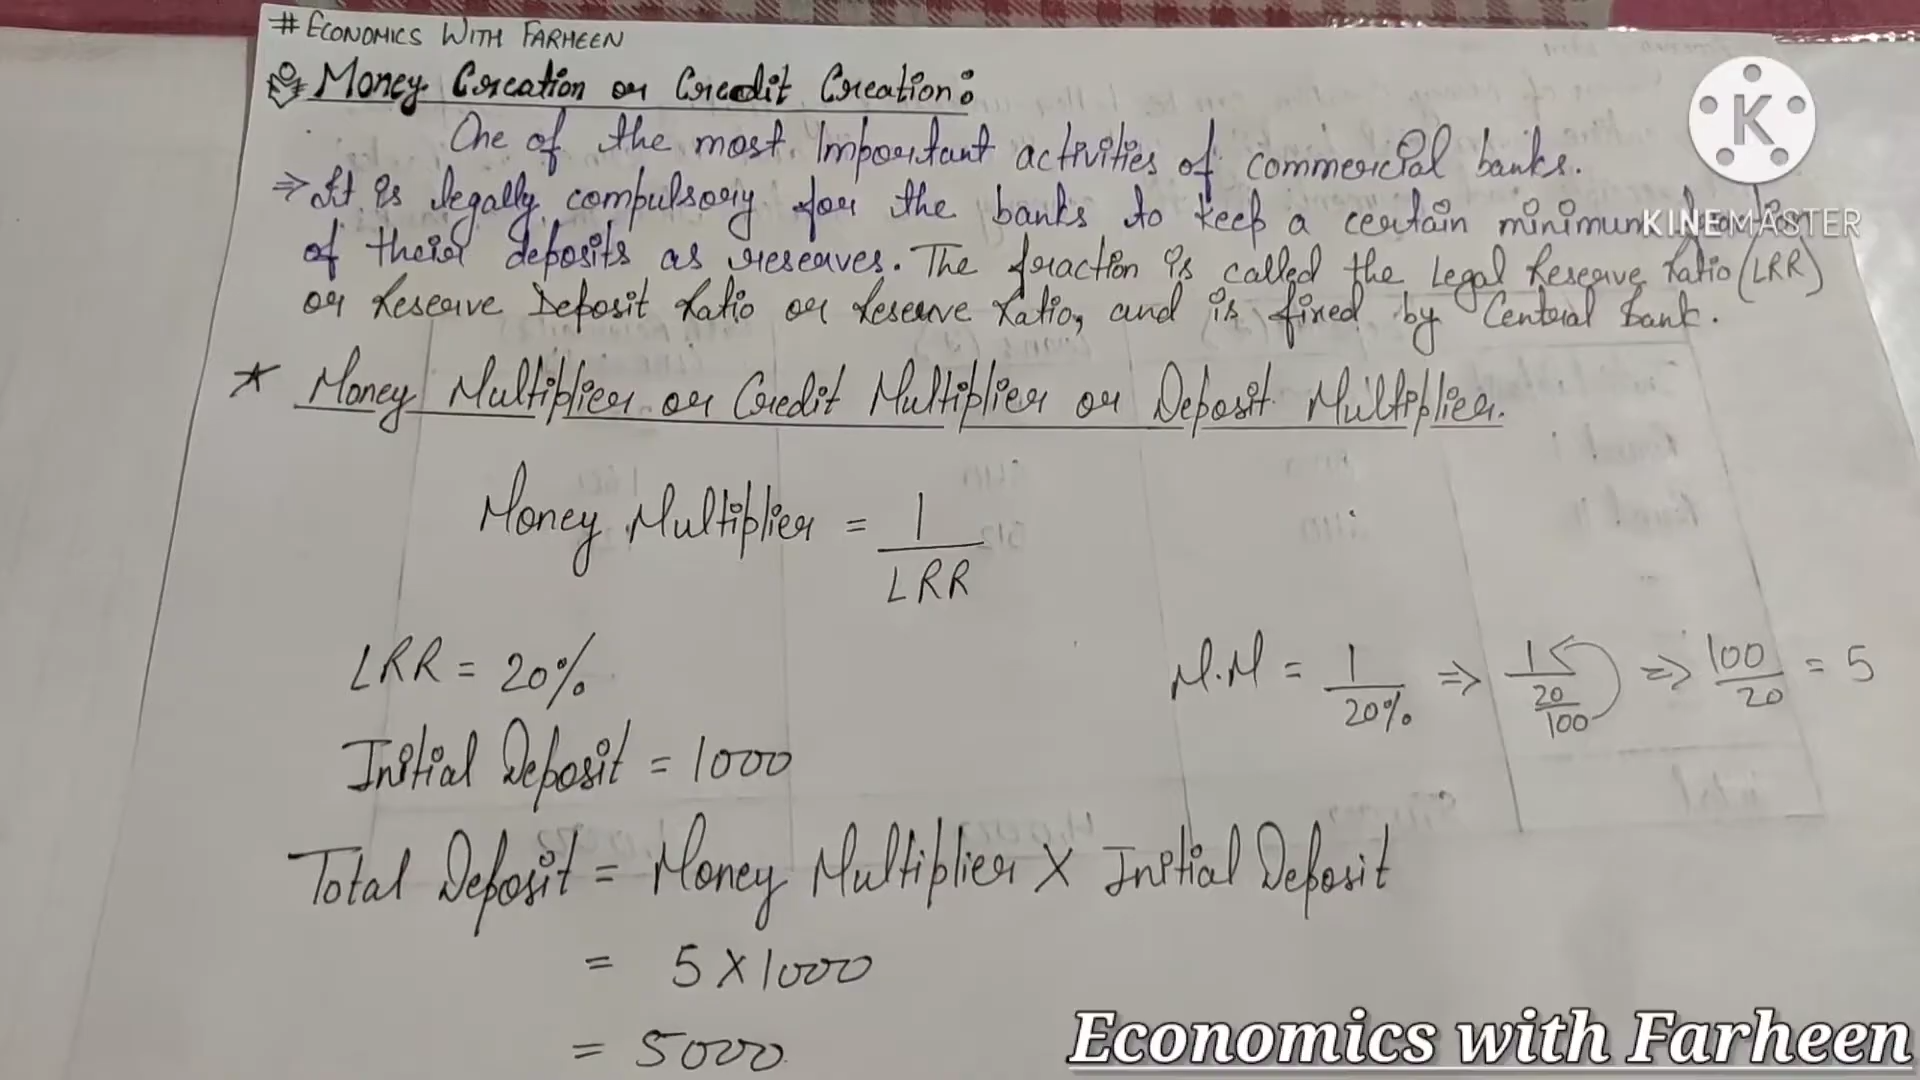 # ECONOMICS WITH FARHEEN
Money Creation or Credit Creation:
One of the most important activities of commercial banks.
⇒ It is legally compulsory for the banks to keep a certain minimum
of their deposits as reserves. The fraction is called the Legal Reserve Ratio (LRR)
or Reserve Deposit Ratio or Reserve Ratio, and is fixed by Central Bank.
K
KINEMASTER
* Money Multiplier or Credit Multiplier or Deposit Multiplier.
Money Multiplier = 1/LRR
LRR = 20%
M.M = 1/20% ⇒ 1/(20/100) ⇒ 100/20 = 5
Initial Deposit = 1000
Total Deposit = Money Multiplier X Initial Deposit
= 5 X 1000
= 5000
Economics with Farheen